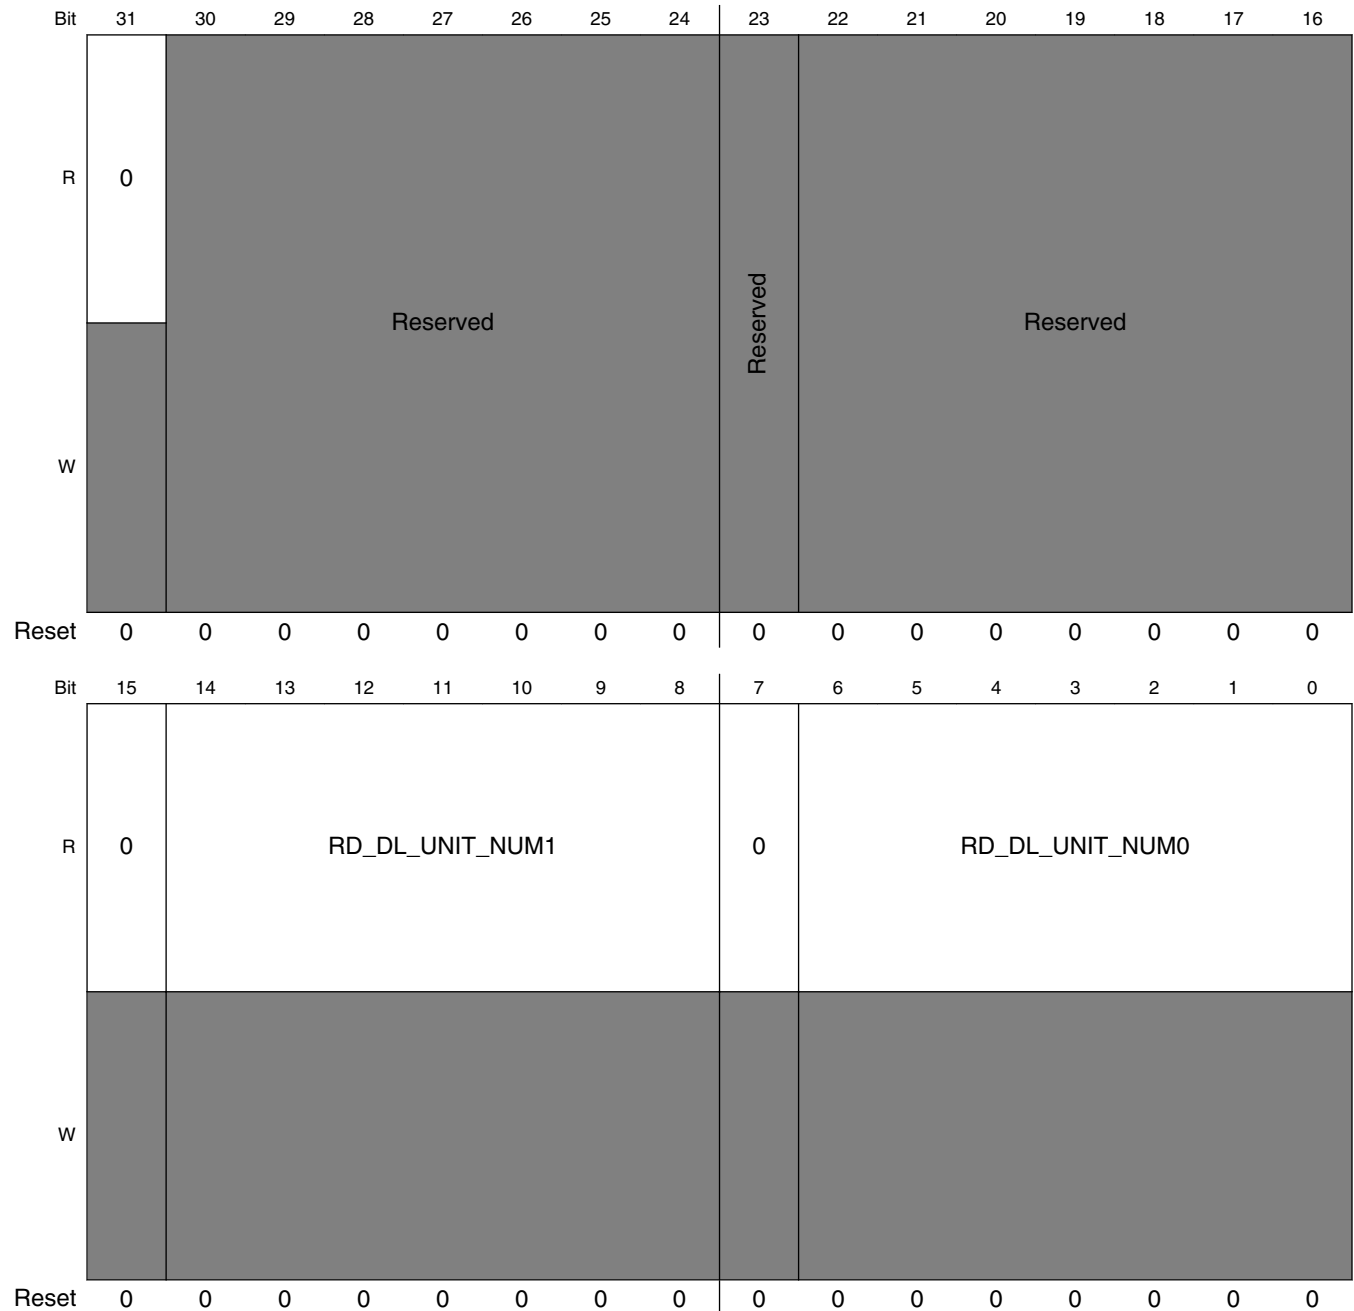 Bit 31 30 29 28 27 26 25 24 23 22 21 20 19 18 17 16
R 0
Reserved Reserved Reserved
W
Reset 0 0 0 0 0 0 0 0 0 0 0 0 0 0 0 0
Bit 15 14 13 12 11 10 9 8 7 6 5 4 3 2 1 0
R 0 RD_DL_UNIT_NUM1 0 RD_DL_UNIT_NUM0
W
Reset 0 0 0 0 0 0 0 0 0 0 0 0 0 0 0 0